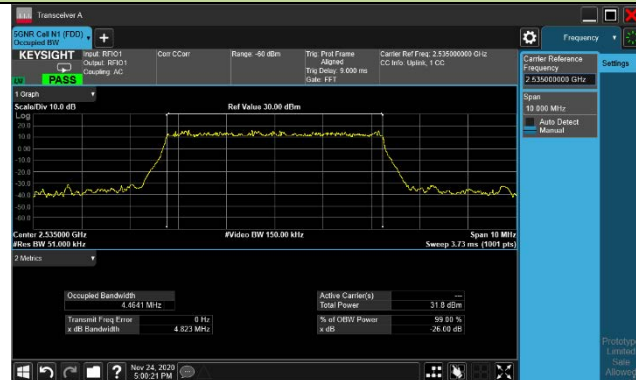 Transceiver A
5GNR Call N1 (FDD)
Occupied BW
Frequency
KEYSIGHT
PASS
Input: RFIO1
Output: RFIO1
Coupling: AC
Corr CCorr
Range: -60 dBm
Trig: Prot Frame
Aligned
Trig Delay: 9.000 ms
Gate: FFT
Carrier Ref Freq: 2.535000000 GHz
CC Info: Uplink, 1 CC
Carrier Reference
Frequency
2.535000000 GHz
Settings
Span
10.000 MHz
Auto Detect
Manual
1 Graph
Scale/Div 10.0 dB
Ref Value 30.00 dBm
Log
20.0
10.0
0.00
-10.0
-20.0
-30.0
-40.0
-50.0
-60.0
Center 2.535000 GHz
#Video BW 150.00 kHz
Span 10 MHz
#Res BW 51.000 kHz
Sweep 3.73 ms (1001 pts)
2 Metrics
Occupied Bandwidth
4.4641 MHz
Active Carrier(s)
---
Total Power
31.8 dBm
Transmit Freq Error
0 Hz
% of OBW Power
99.00 %
x dB Bandwidth
4.823 MHz
x dB
-26.00 dB
Prototype
Limited
Sale
Allowed
?
Nov 24, 2020
5:00:21 PM